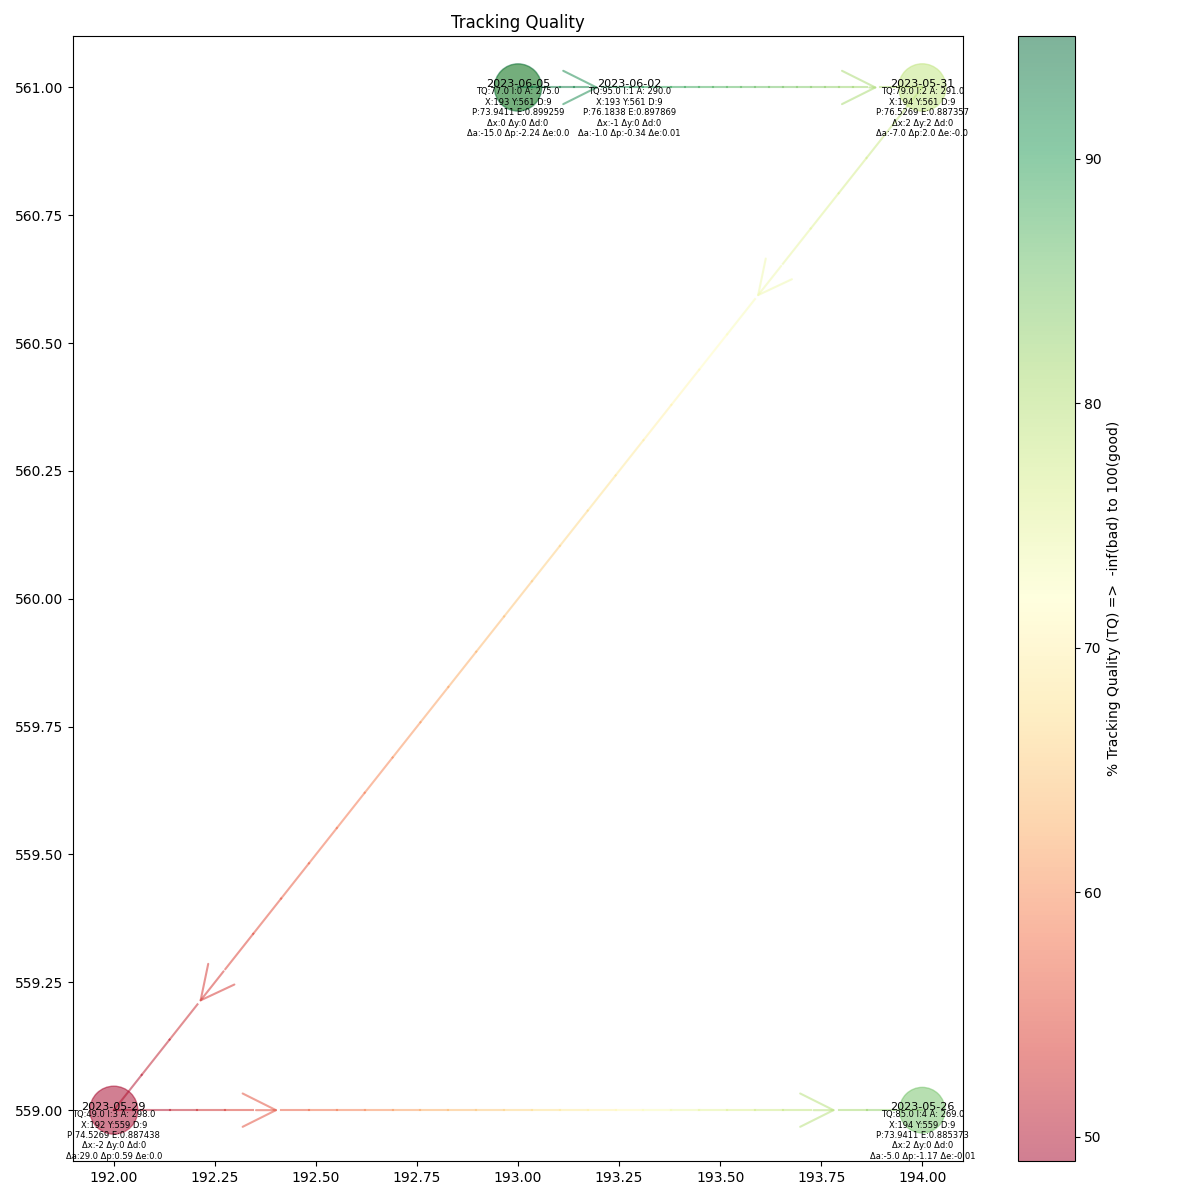 Tracking Quality
561.00
560.75
560.50
560.25
560.00
559.75
559.50
559.25
559.00
2023-06-05
TQ:77.0 I:0 A: 275.0
X:193 Y:561 D:9
P:73.9411 E:0.899259
Δx:0 Δy:0 Δd:0
Δa:-15.0 Δp:-2.24 Δe:0.0
2023-06-02
TQ:95.0 I:1 A: 290.0
X:193 Y:561 D:9
P:76.1838 E:0.897869
Δx:-1 Δy:0 Δd:0
Δa:-1.0 Δp:-0.34 Δe:0.01
2023-05-31
TQ:79.0 I:2 A: 291.0
X:194 Y:561 D:9
P:76.5269 E:0.887357
Δx:2 Δy:2 Δd:0
Δa:-7.0 Δp:2.0 Δe:-0.0
2023-05-29
TQ:49.0 I:3 A: 298.0
X:192 Y:559 D:9
P:74.5269 E:0.887438
Δx:-2 Δy:0 Δd:0
Δa:29.0 Δp:0.59 Δe:0.0
2023-05-26
TQ:85.0 I:4 A: 269.0
X:194 Y:559 D:9
P:73.9411 E:0.885373
Δx:2 Δy:0 Δd:0
Δa:-5.0 Δp:-1.17 Δe:-0.01
192.00
192.25
192.50
192.75
193.00
193.25
193.50
193.75
194.00
90
80
70
60
50
% Tracking Quality (TQ) => -inf(bad) to 100(good)